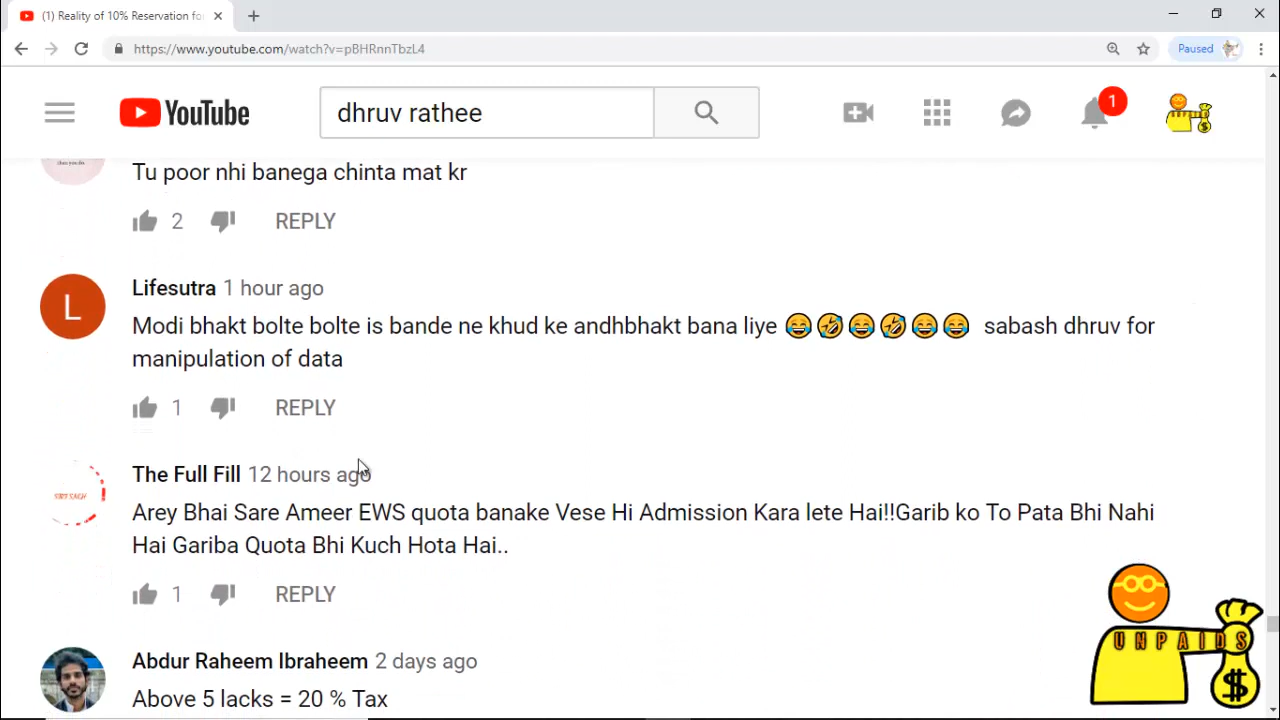 (1) Reality of 10% Reservation for
https://www.youtube.com/watch?v=pBHRnnTbzL4
Paused
YouTube
dhruv rathee
1
Tu poor nhi banega chinta mat kr
2
REPLY
L
Lifesutra 1 hour ago
Modi bhakt bolte bolte is bande ne khud ke andhbhakt bana liye 😂🤣😂🤣😂😂 sabash dhruv for
manipulation of data
1
REPLY
The Full Fill 12 hours ago
Arey Bhai Sare Ameer EWS quota banake Vese Hi Admission Kara lete Hai!!Garib ko To Pata Bhi Nahi
Hai Gariba Quota Bhi Kuch Hota Hai..
1
REPLY
Abdur Raheem Ibraheem 2 days ago
Above 5 lacks = 20 % Tax
UNPAIDS
$